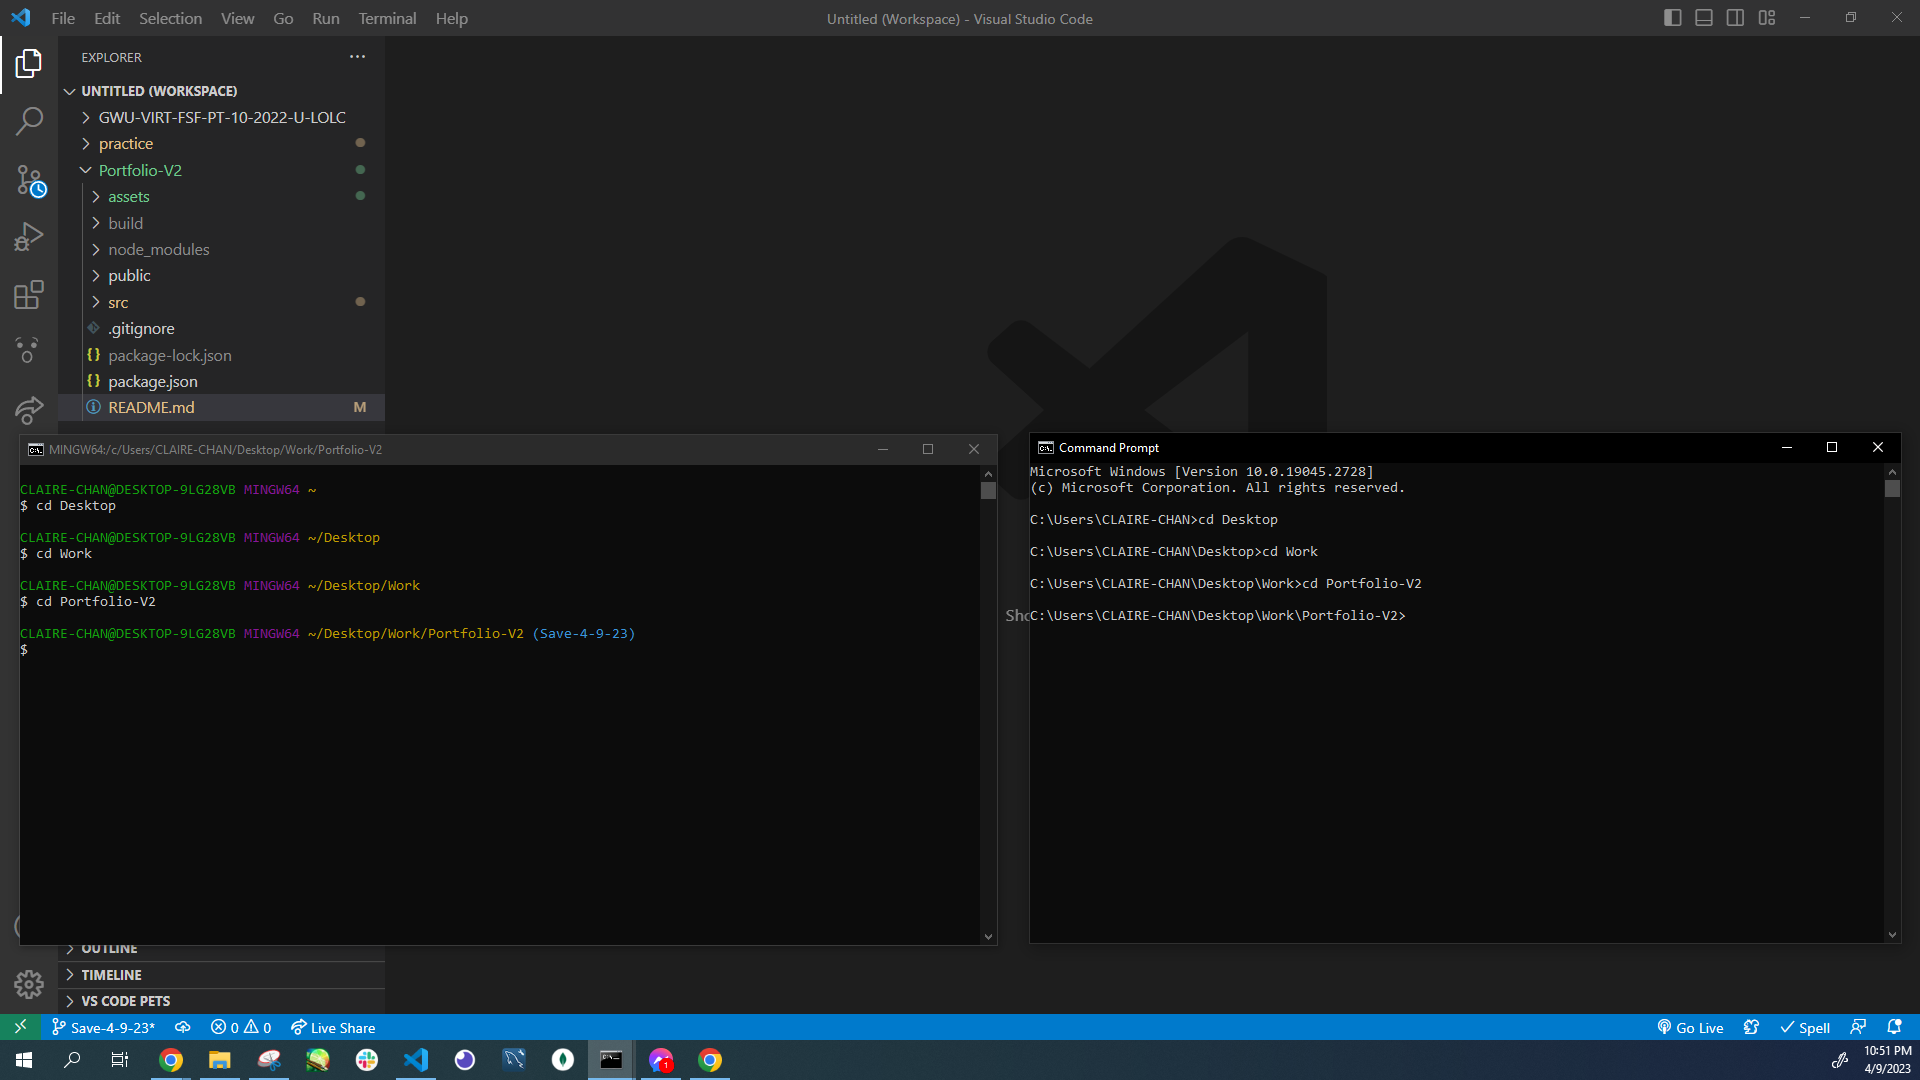 File Edit Selection View Go Run Terminal Help
Untitled (Workspace) - Visual Studio Code
EXPLORER
UNTITLED (WORKSPACE)
GWU-VIRT-FSF-PT-10-2022-U-LOLC
practice
Portfolio-V2
assets
build
node_modules
public
src
.gitignore
{} package-lock.json
{} package.json
README.md M
MINGW64:/c/Users/CLAIRE-CHAN/Desktop/Work/Portfolio-V2
CLAIRE-CHAN@DESKTOP-9LG28VB MINGW64 ~
$ cd Desktop
CLAIRE-CHAN@DESKTOP-9LG28VB MINGW64 ~/Desktop
$ cd Work
CLAIRE-CHAN@DESKTOP-9LG28VB MINGW64 ~/Desktop/Work
$ cd Portfolio-V2
CLAIRE-CHAN@DESKTOP-9LG28VB MINGW64 ~/Desktop/Work/Portfolio-V2 (Save-4-9-23)
$
Command Prompt
Microsoft Windows [Version 10.0.19045.2728]
(c) Microsoft Corporation. All rights reserved.
C:\Users\CLAIRE-CHAN>cd Desktop
C:\Users\CLAIRE-CHAN\Desktop>cd Work
C:\Users\CLAIRE-CHAN\Desktop\Work>cd Portfolio-V2
C:\Users\CLAIRE-CHAN\Desktop\Work\Portfolio-V2>
OUTLINE
TIMELINE
VS CODE PETS
Save-4-9-23* 0 0 Live Share
Go Live Spell
1
10:51 PM
4/9/2023